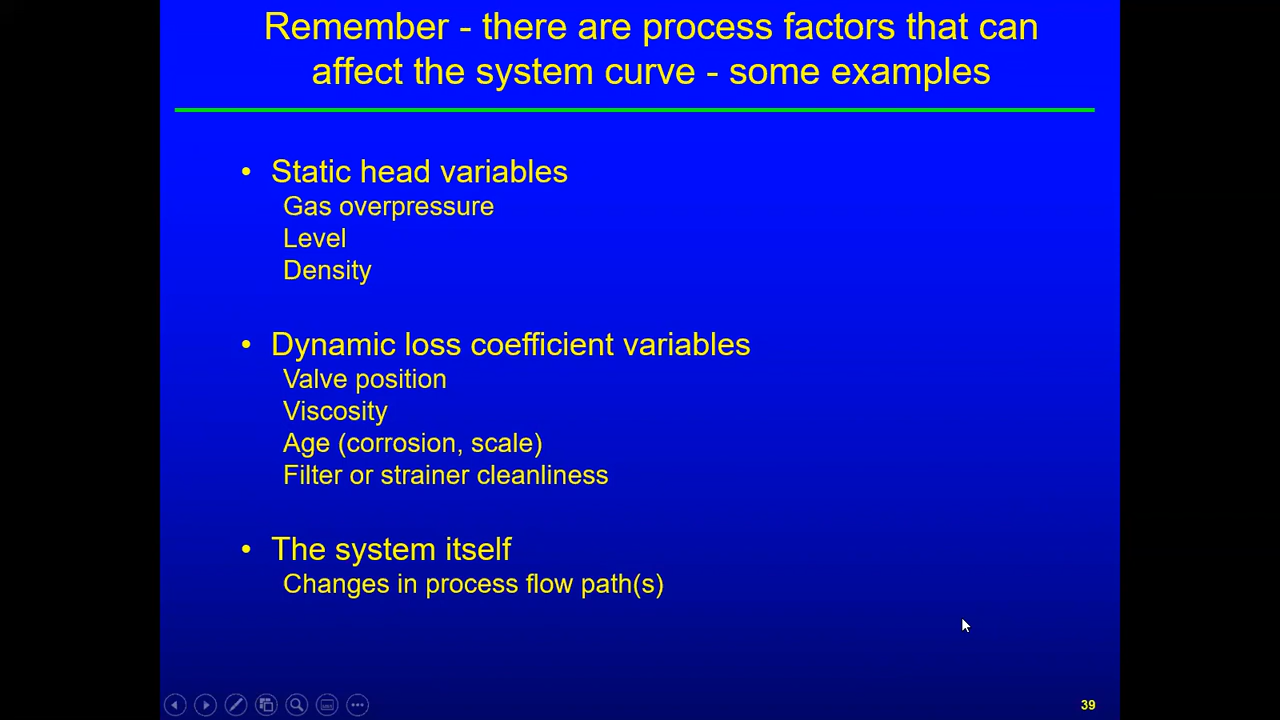 Remember - there are process factors that can
affect the system curve - some examples
• Static head variables
Gas overpressure
Level
Density
• Dynamic loss coefficient variables
Valve position
Viscosity
Age (corrosion, scale)
Filter or strainer cleanliness
• The system itself
Changes in process flow path(s)
39